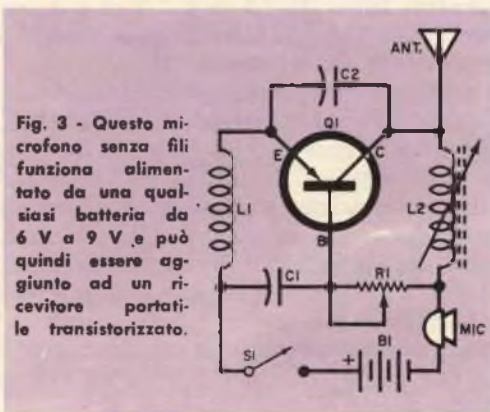 Fig. 3 - Questo mi-
crofono senza fili
funziona alimen-
tato da una qual-
siasi batteria da
6 V a 9 V e può
quindi essere ag-
giunto ad un ri-
cevitore portati-
le transistorizzato.
ANT.
C2
Q1
E
C
B
L1
L2
C1
R1
MIC
S1
+
B1